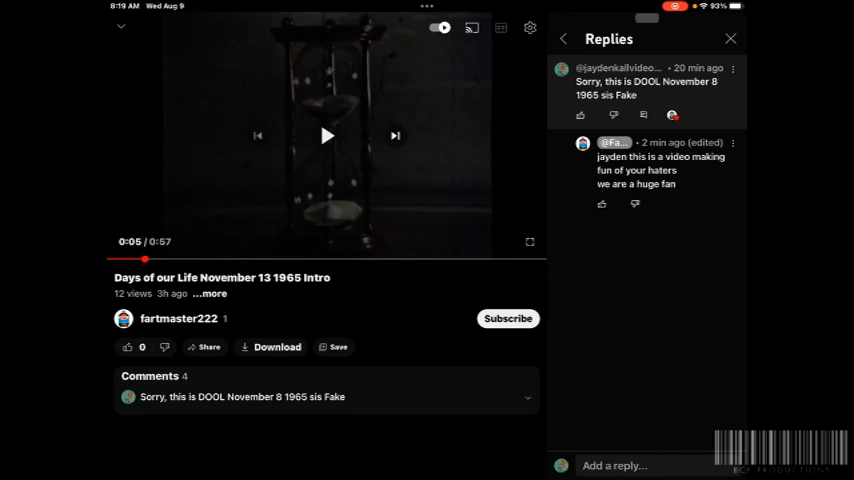 8:19 AM Wed Aug 9
93%
0:05 / 0:57
Days of our Life November 13 1965 Intro
12 views 3h ago ...more
fartmaster222 1
Subscribe
0 Share Download Save
Comments 4
Sorry, this is DOOL November 8 1965 sis Fake
Replies
@jaydenkallvideo... • 20 min ago
Sorry, this is DOOL November 8
1965 sis Fake
@Fa... • 2 min ago (edited)
jayden this is a video making
fun of your haters
we are a huge fan
Add a reply...
PRODUCTIONS